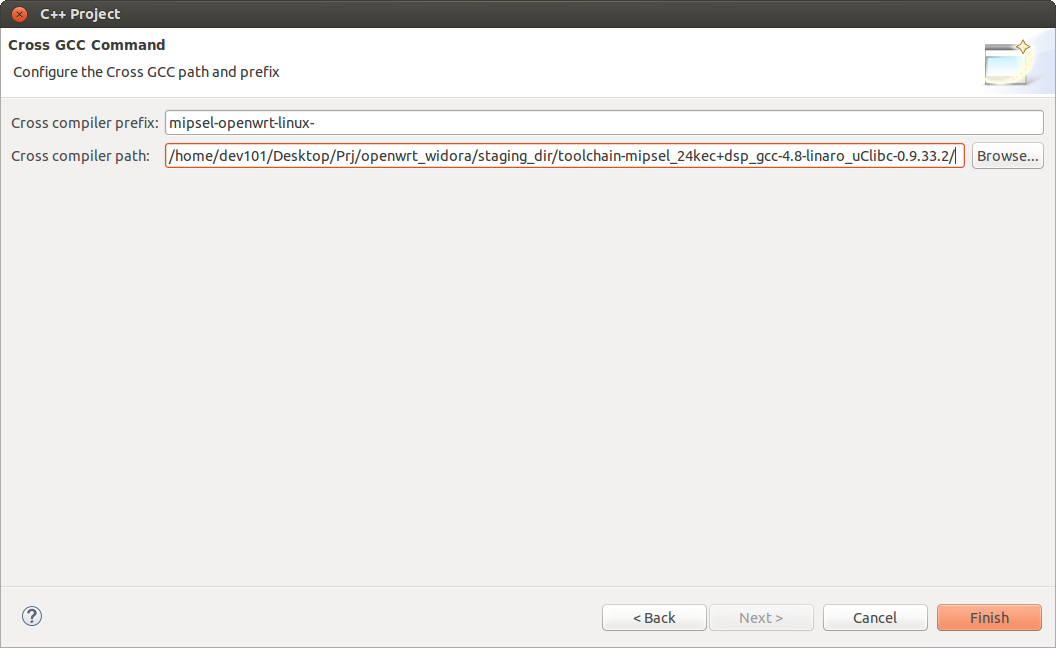 C++ Project
Cross GCC Command
Configure the Cross GCC path and prefix
Cross compiler prefix: mipsel-openwrt-linux-
Cross compiler path: /home/dev101/Desktop/Prj/openwrt_widora/staging_dir/toolchain-mipsel_24kec+dsp_gcc-4.8-linaro_uClibc-0.9.33.2/ Browse...
? < Back Next > Cancel Finish